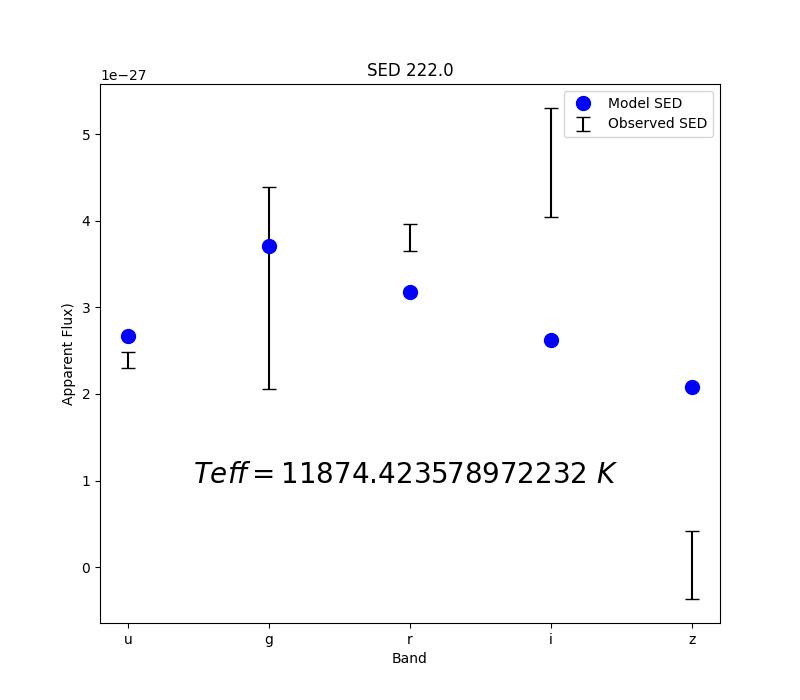 SED 222.0
1e−27
Model SED
Observed SED
5
4
3
2
1
0
Apparent Flux)
Teff = 11874.423578972232 K
u g r i z
Band